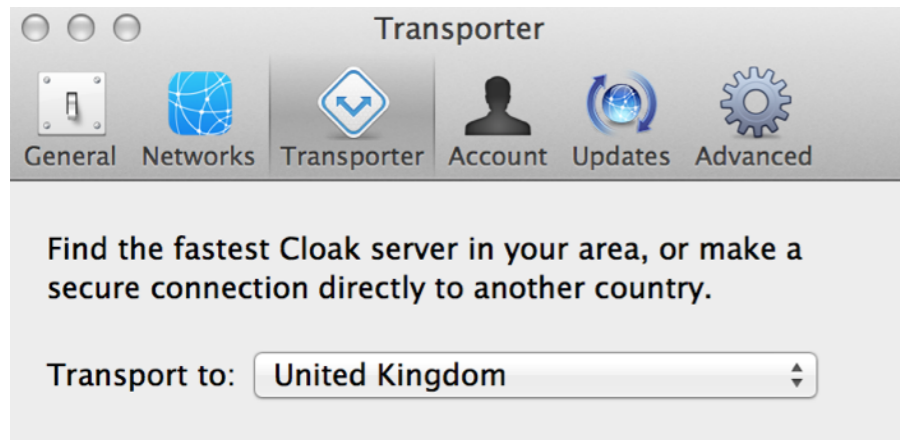 Transporter
General Networks Transporter Account Updates Advanced
Find the fastest Cloak server in your area, or make a
secure connection directly to another country.
Transport to: United Kingdom